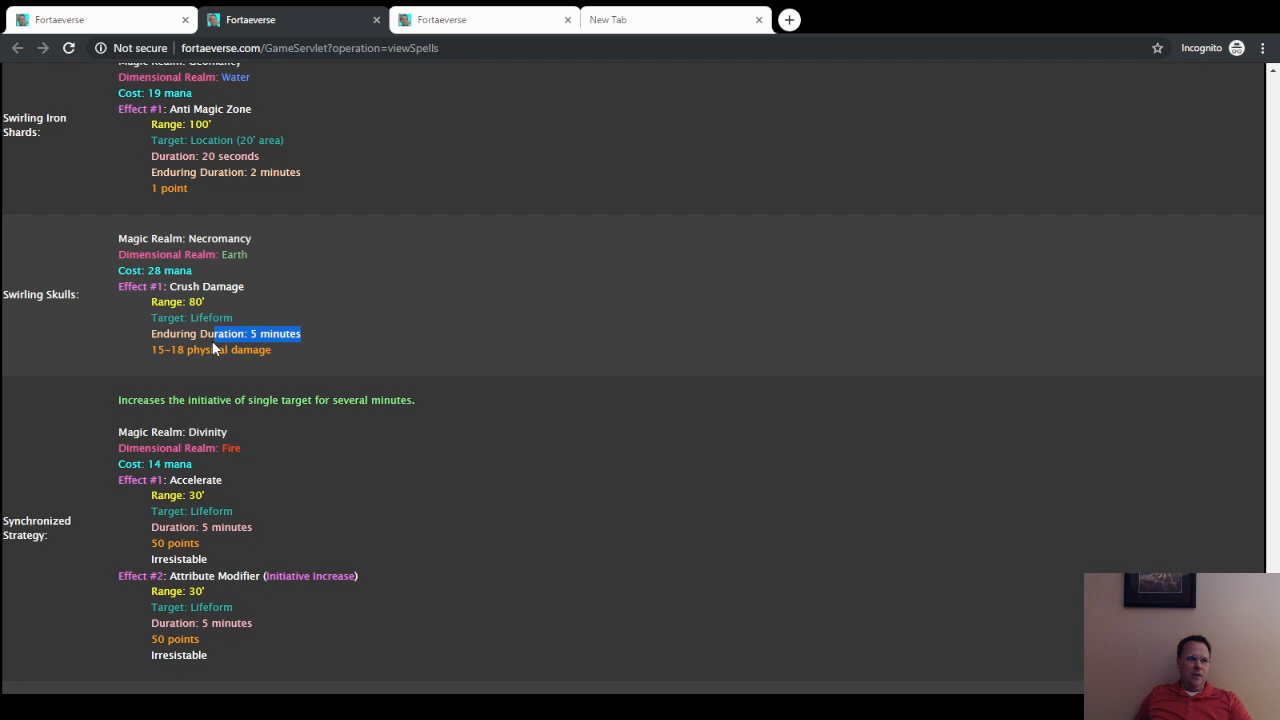 Fortaeverse
Fortaeverse
Fortaeverse
New Tab
Not secure
fortaeverse.com/GameServlet?operation=viewSpells
Incognito
Magic Realm: Geomancy
Dimensional Realm: Water
Cost: 19 mana
Effect #1: Anti Magic Zone
Swirling Iron
Shards:
Range: 100'
Target: Location (20' area)
Duration: 20 seconds
Enduring Duration: 2 minutes
1 point
Magic Realm: Necromancy
Dimensional Realm: Earth
Cost: 28 mana
Effect #1: Crush Damage
Swirling Skulls:
Range: 80'
Target: Lifeform
Enduring Duration: 5 minutes
15-18 physical damage
Increases the initiative of single target for several minutes.
Magic Realm: Divinity
Dimensional Realm: Fire
Cost: 14 mana
Effect #1: Accelerate
Range: 30'
Target: Lifeform
Synchronized
Strategy:
Duration: 5 minutes
50 points
Irresistable
Effect #2: Attribute Modifier (Initiative Increase)
Range: 30'
Target: Lifeform
Duration: 5 minutes
50 points
Irresistable